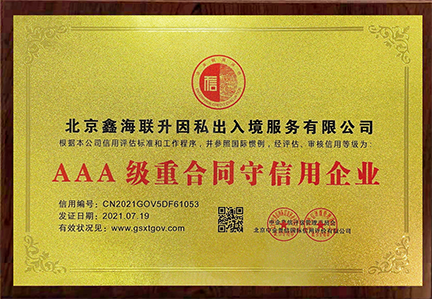 信
北京鑫海联升因私出入境服务有限公司
根据本公司信用评估标准和工作程序，并参照国际惯例，经评估、审核信用等级为：
AAA级重合同守信用企业
信用编号：CN2021GOV5DF61053
发证日期：2021.07.19
有效状况见：www.gsxtgov.com